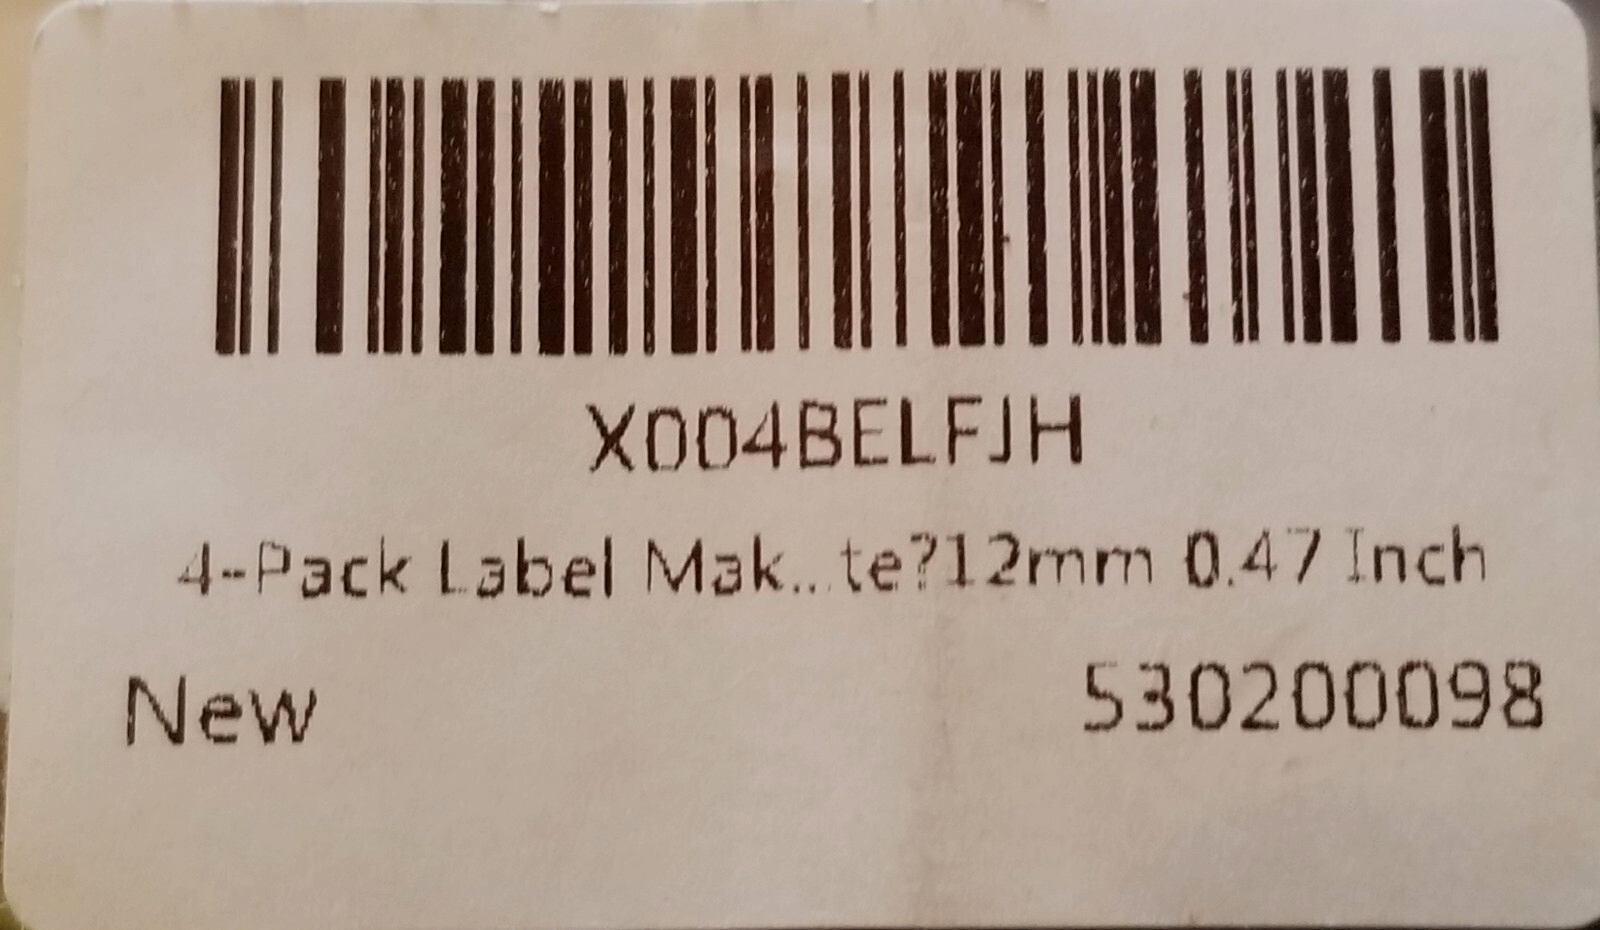 X004BELFJH
4-Pack Label Mak...te?12mm 0.47 Inch
New 530200098